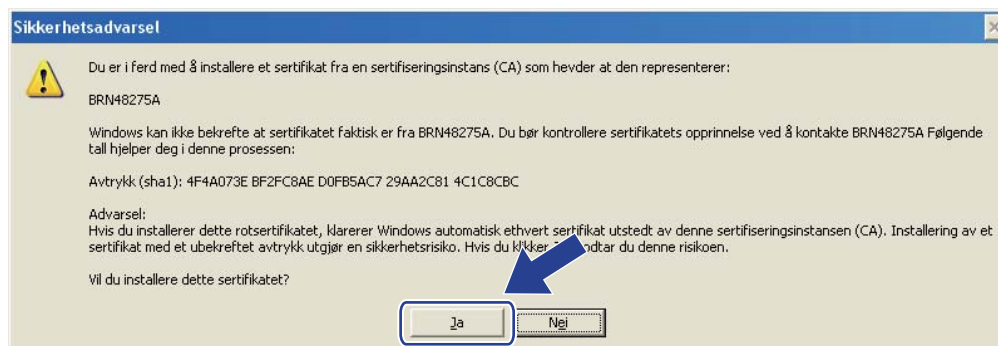 Sikkerhetsadvarsel
Du er i ferd med å installere et sertifikat fra en sertifiseringsinstans (CA) som hevder at den representerer:
BRN48275A
Windows kan ikke bekrefte at sertifikatet faktisk er fra BRN48275A. Du bør kontrollere sertifikatets opprinnelse ved å kontakte BRN48275A Følgende
tall hjelper deg i denne prosessen:
Avtrykk (sha1): 4F4A073E BF2FC8AE D0FB5AC7 29AA2C81 4C1C8CBC
Advarsel:
Hvis du installerer dette rotsertifikatet, klarerer Windows automatisk ethvert sertifikat utstedt av denne sertifiseringsinstansen (CA). Installering av et
sertifikat med et ubekreftet avtrykk utgjør en sikkerhetsrisiko. Hvis du klikker du denne risikoen.
Vil du installere dette sertifikatet?
Ja
Nei